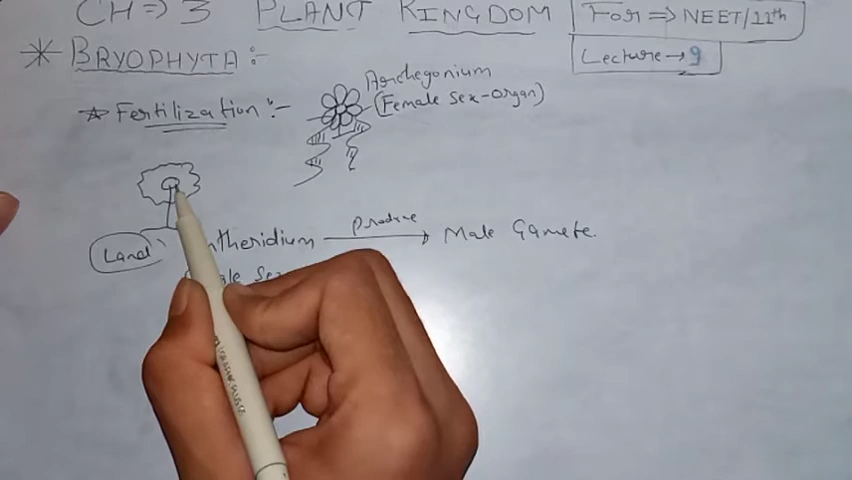 CH => 3 PLANT KINGDOM
For => NEET/11th
Lecture → 9
* BRYOPHYTA :-
Archegonium
(Female Sex-Organ)
* Fertilization :-
Land
Produce
Male Gamete.